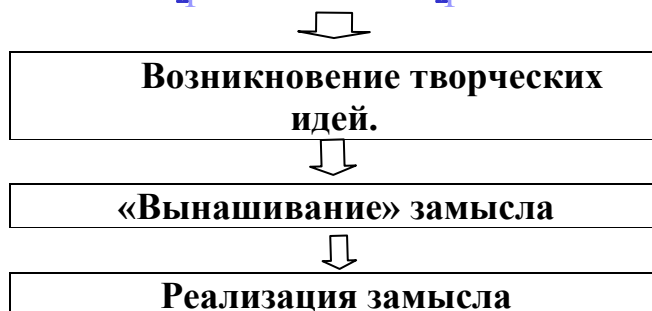 Возникновение творческих
идей.
«Вынашивание» замысла
Реализация замысла